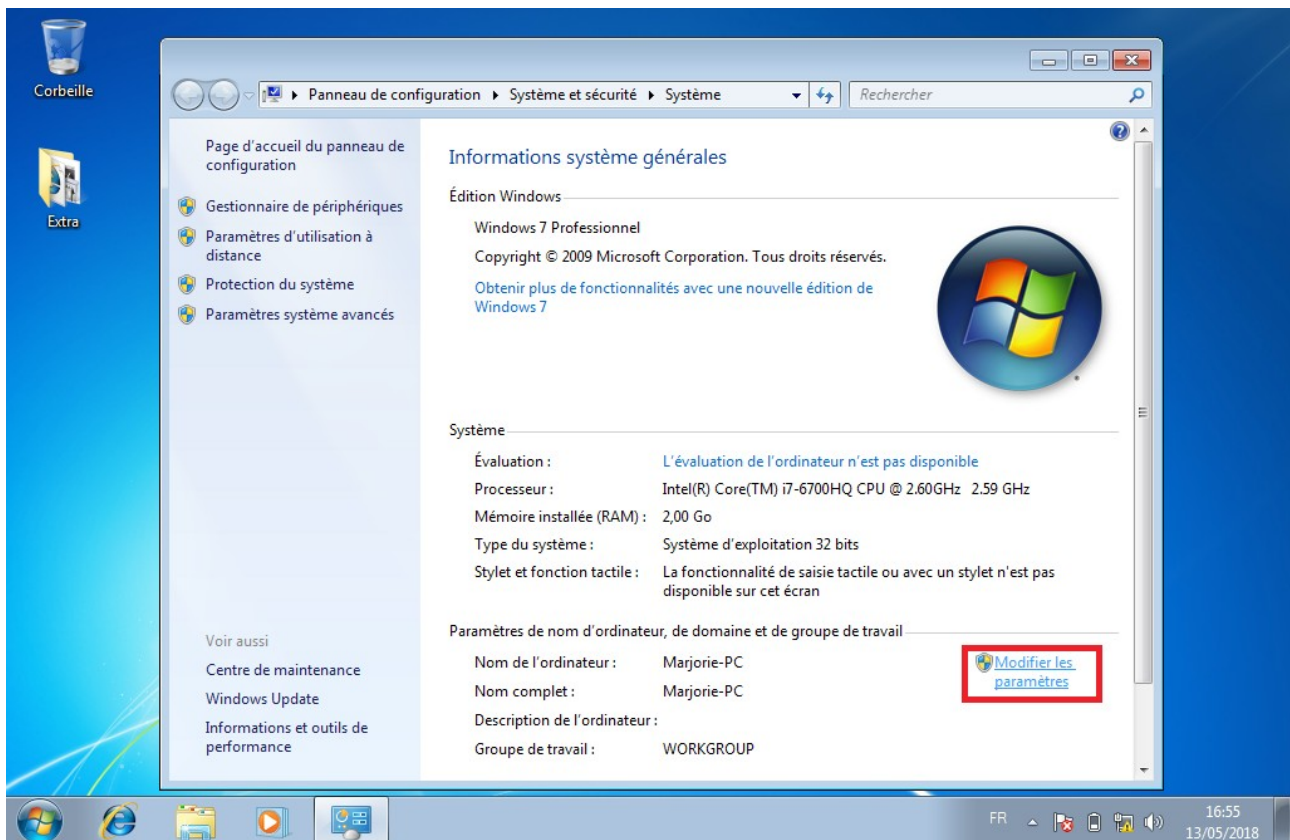 Corbeille
Extra
Panneau de configuration
Système et sécurité
Système
Rechercher
Page d'accueil du panneau de
configuration
Gestionnaire de périphériques
Paramètres d'utilisation à
distance
Protection du système
Paramètres système avancés
Voir aussi
Centre de maintenance
Windows Update
Informations et outils de
performance
Informations système générales
Édition Windows
Windows 7 Professionnel
Copyright © 2009 Microsoft Corporation. Tous droits réservés.
Obtenir plus de fonctionnalités avec une nouvelle édition de
Windows 7
Système
Évaluation : L'évaluation de l'ordinateur n'est pas disponible
Processeur : Intel(R) Core(TM) i7-6700HQ CPU @ 2.60GHz 2.59 GHz
Mémoire installée (RAM) : 2,00 Go
Type du système : Système d'exploitation 32 bits
Stylet et fonction tactile : La fonctionnalité de saisie tactile ou avec un stylet n'est pas
disponible sur cet écran
Paramètres de nom d'ordinateur, de domaine et de groupe de travail
Nom de l'ordinateur : Marjorie-PC
Modifier les
paramètres
Nom complet : Marjorie-PC
Description de l'ordinateur :
Groupe de travail : WORKGROUP
FR
16:55
13/05/2018